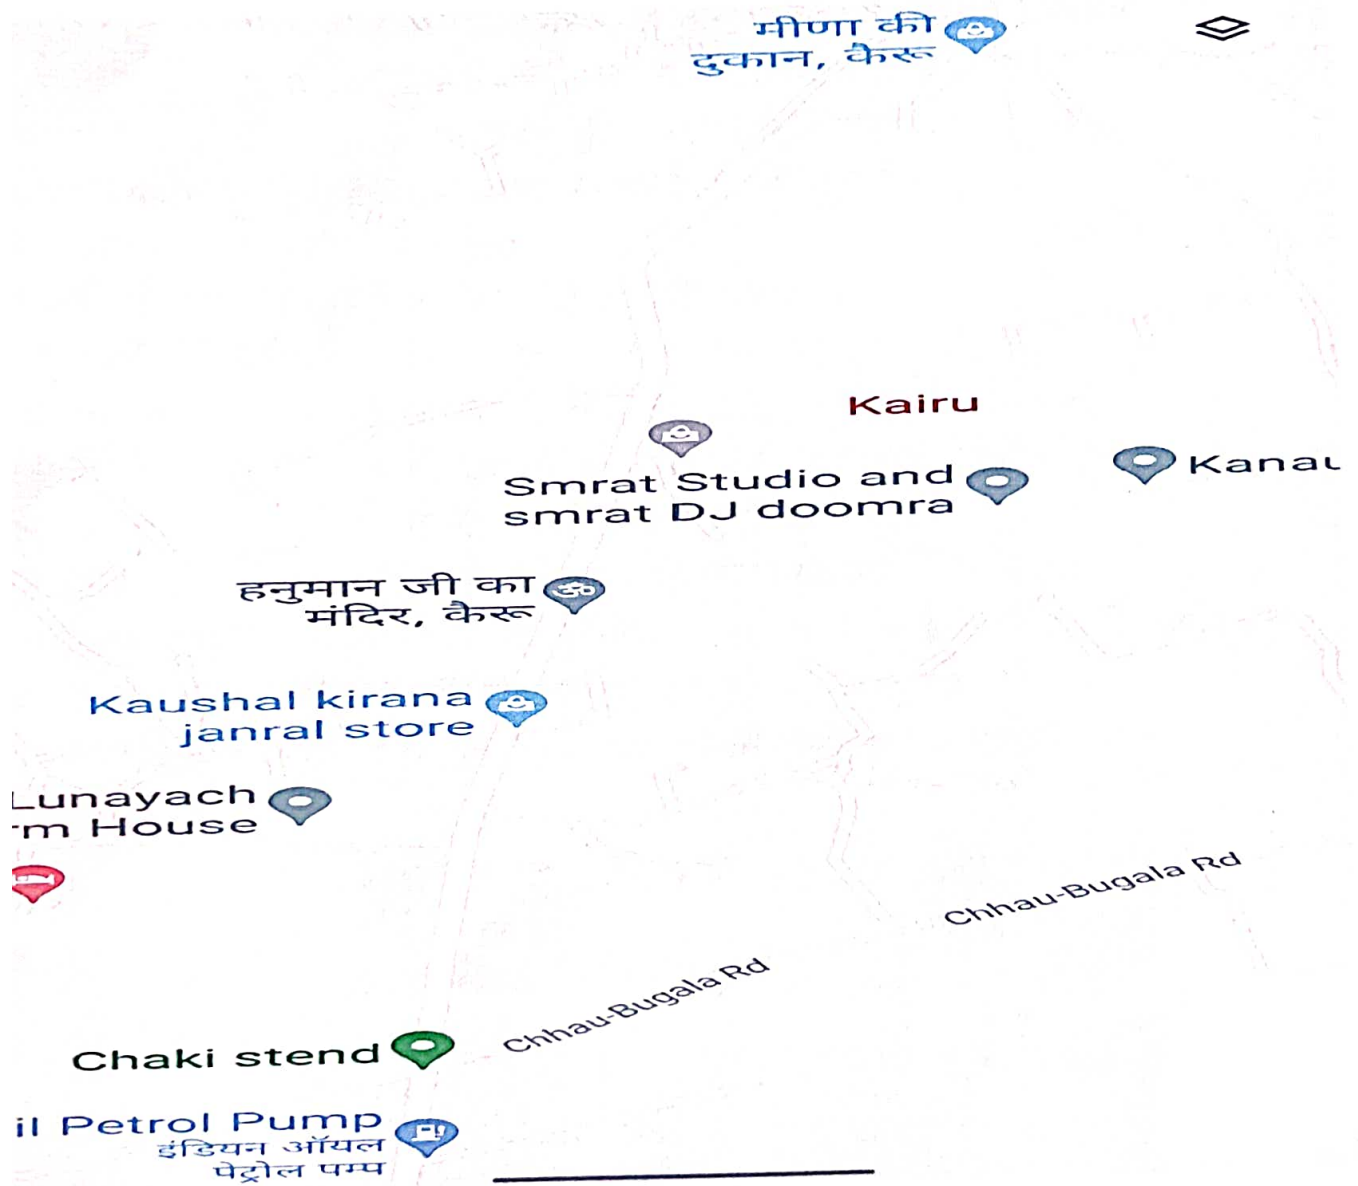 मीणा की
दुकान, कैरू
Kairu
Smrat Studio and
smrat DJ doomra
हनुमान जी का
मंदिर, कैरू
Kaushal kirana
janral store
Lunayach
House
Chhau-Bugala Rd
Chhau-Bugala Rd
Chaki stend
Petrol Pump
इंडियन ऑयल
पेट्रोल पम्प